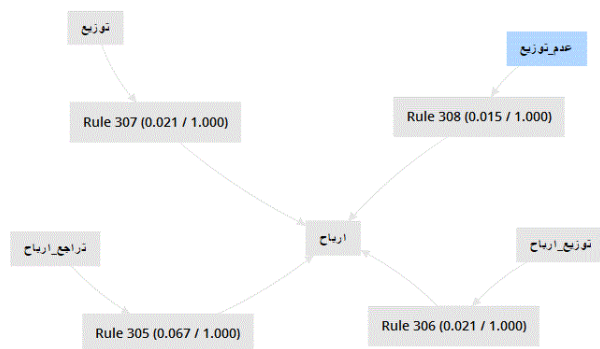 توزيع
عدم_توزيع
Rule 307 (0.021 / 1.000)
Rule 308 (0.015 / 1.000)
ارباح
تراجع_ارباح
توزيع_ارباح
Rule 305 (0.067 / 1.000)
Rule 306 (0.021 / 1.000)